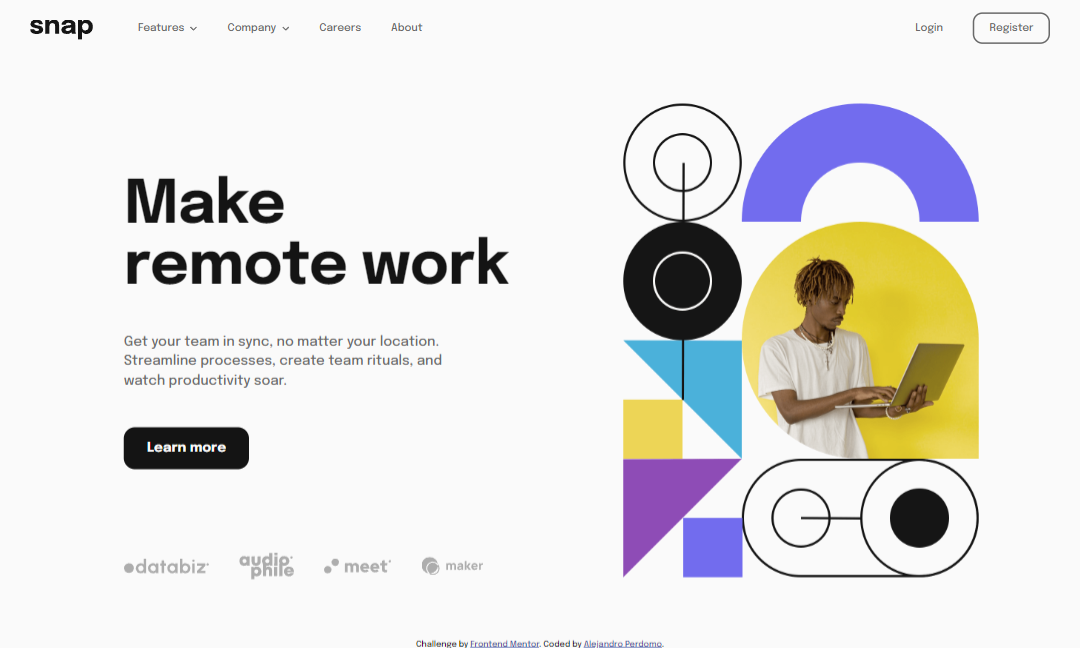 snap
Features
Company
Careers
About
Login
Register
Make
remote work
Get your team in sync, no matter your location.
Streamline processes, create team rituals, and
watch productivity soar.
Learn more
databiz
audiophile
meet
maker
Challenge by Frontend Mentor. Coded by Alejandro Perdomo.